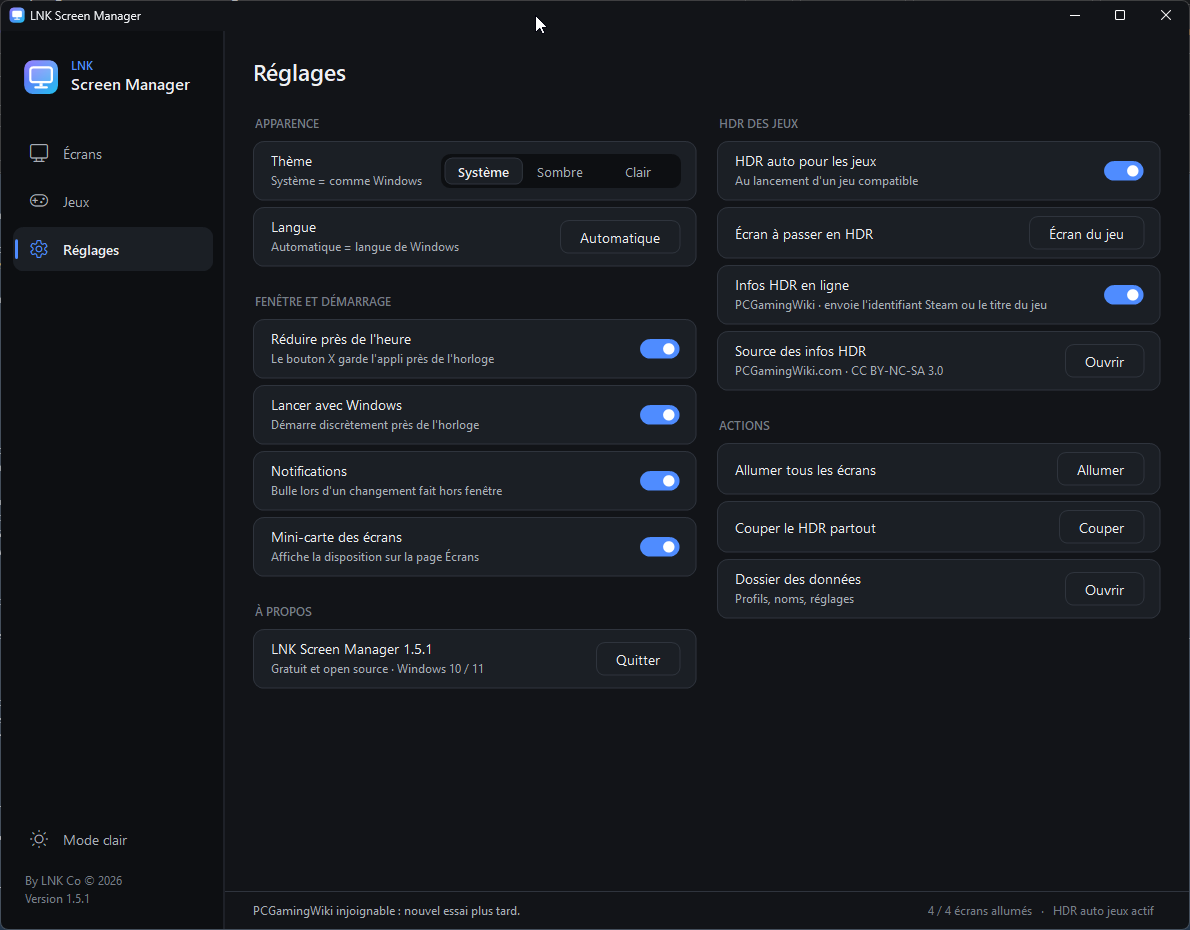 LNK Screen Manager
LNK
Screen Manager
Écrans
Jeux
Réglages
Mode clair
By LNK Co © 2026
Version 1.5.1
Réglages
APPARENCE
Thème
Système = comme Windows
Système
Sombre
Clair
Langue
Automatique = langue de Windows
Automatique
FENÊTRE ET DÉMARRAGE
Réduire près de l'heure
Le bouton X garde l'appli près de l'horloge
Lancer avec Windows
Démarre discrètement près de l'horloge
Notifications
Bulle lors d'un changement fait hors fenêtre
Mini-carte des écrans
Affiche la disposition sur la page Écrans
À PROPOS
LNK Screen Manager 1.5.1
Gratuit et open source · Windows 10 / 11
Quitter
HDR DES JEUX
HDR auto pour les jeux
Au lancement d'un jeu compatible
Écran à passer en HDR
Écran du jeu
Infos HDR en ligne
PCGamingWiki · envoie l'identifiant Steam ou le titre du jeu
Source des infos HDR
PCGamingWiki.com · CC BY-NC-SA 3.0
Ouvrir
ACTIONS
Allumer tous les écrans
Allumer
Couper le HDR partout
Couper
Dossier des données
Profils, noms, réglages
Ouvrir
PCGamingWiki injoignable : nouvel essai plus tard.
4 / 4 écrans allumés · HDR auto jeux actif